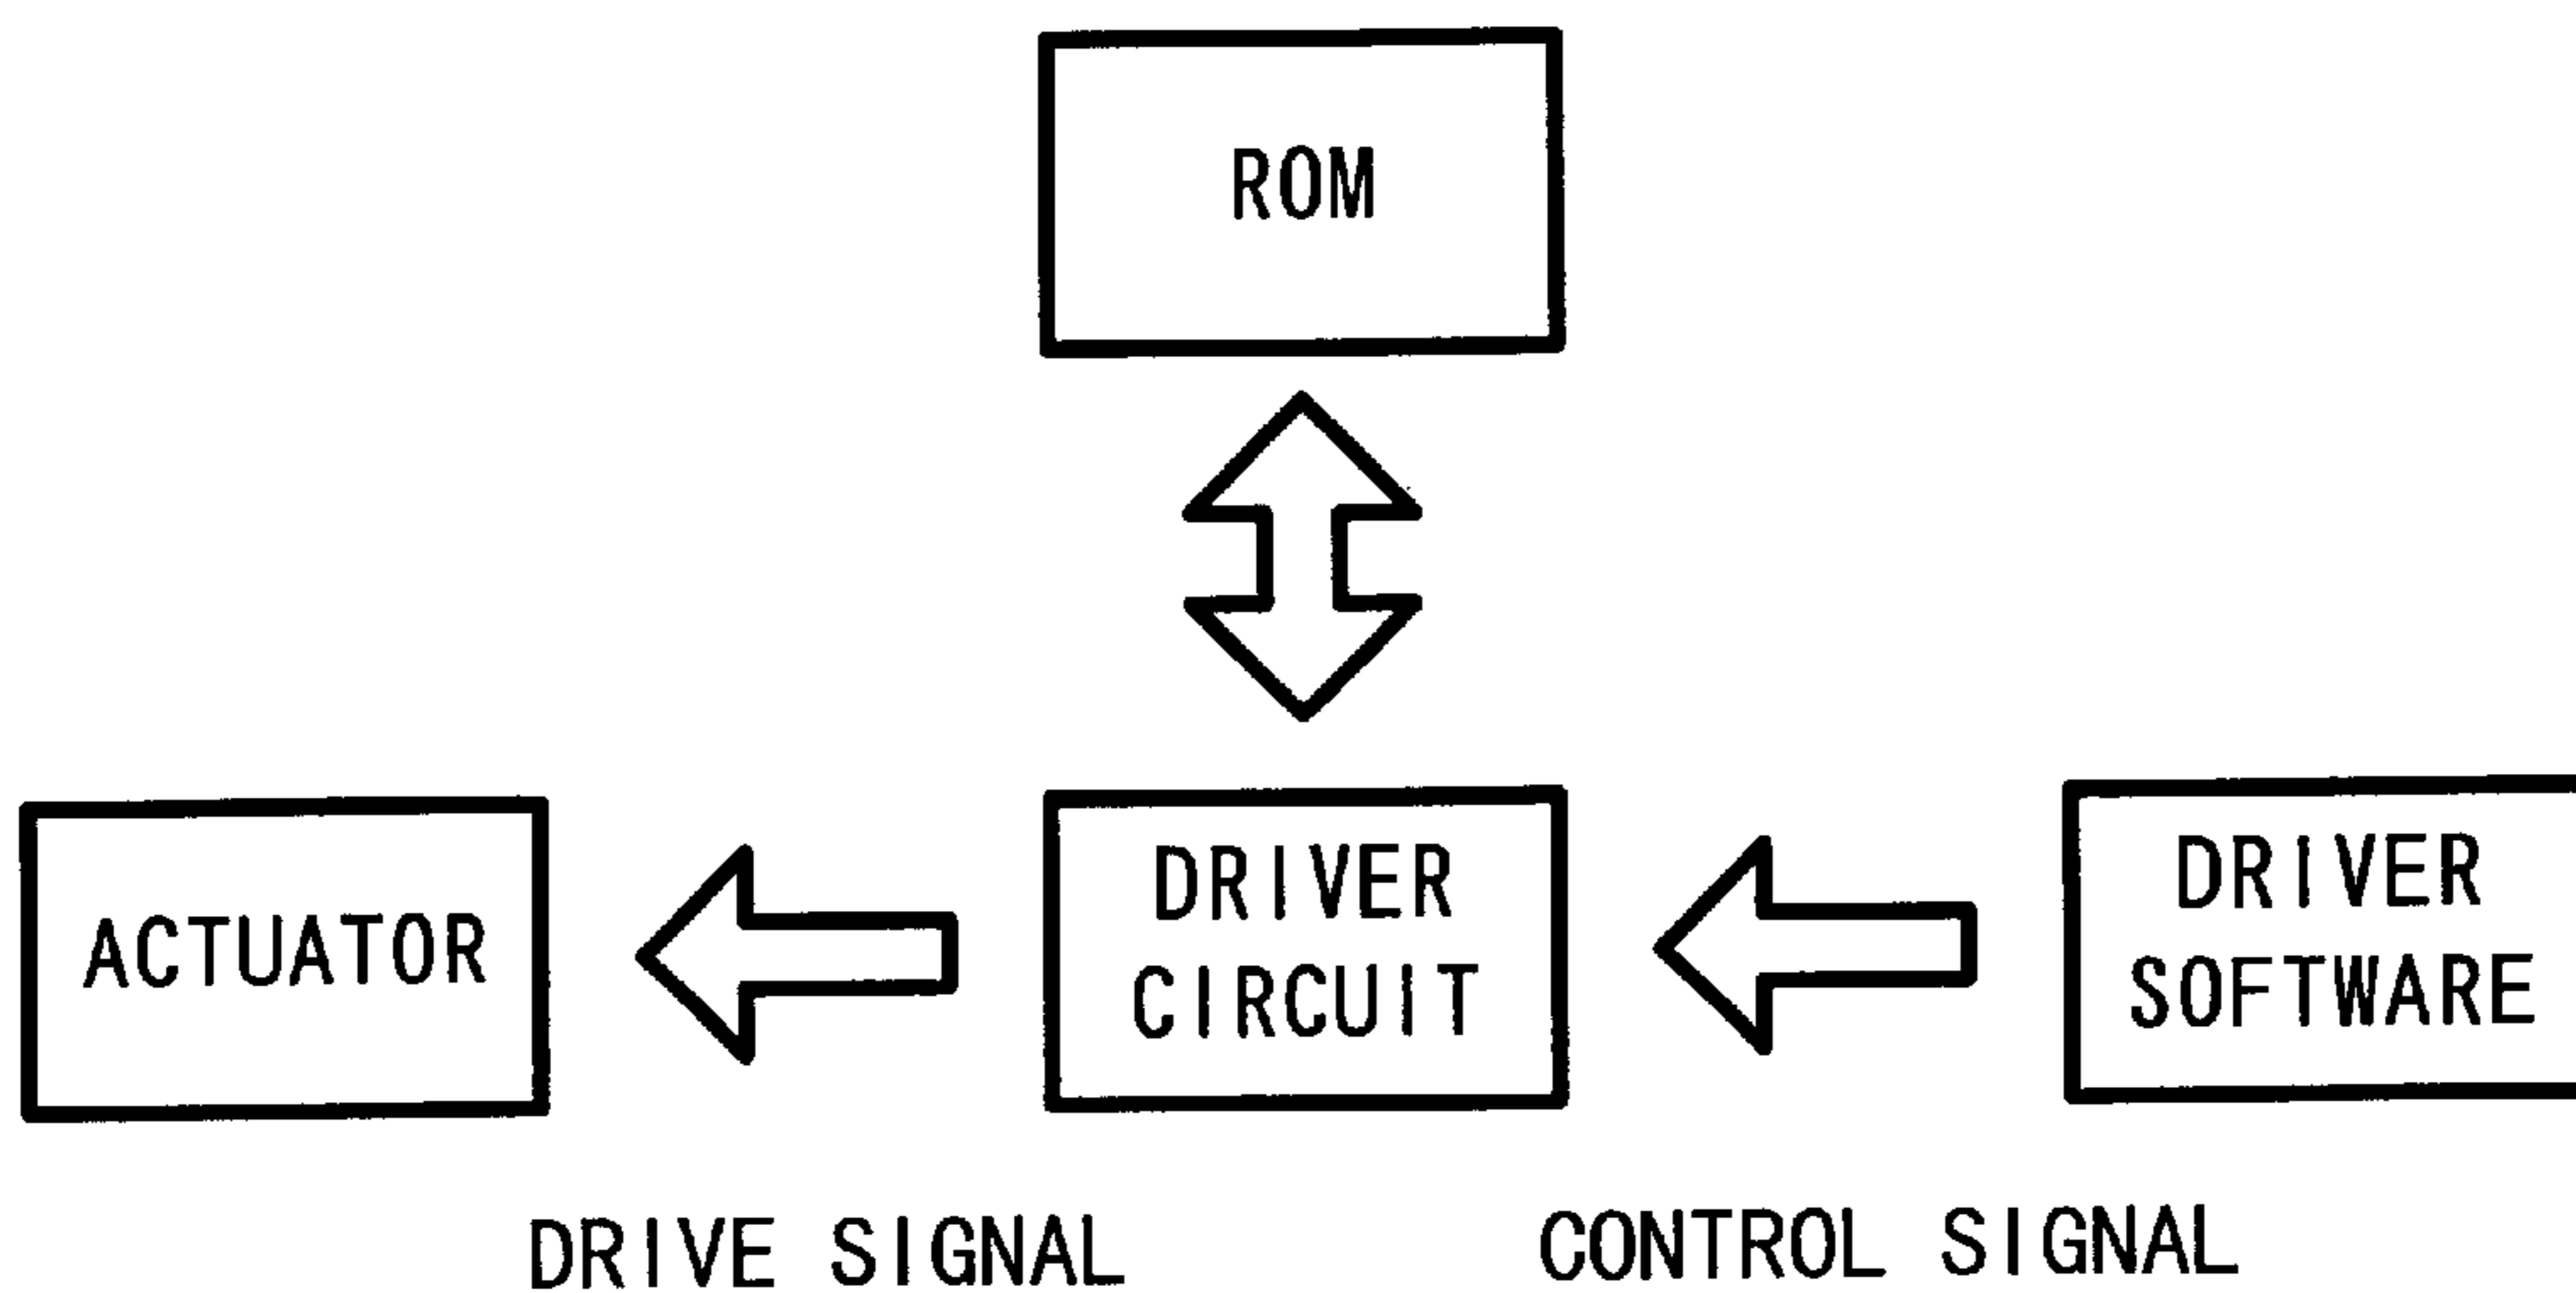 ROM
ACTUATOR
DRIVER
CIRCUIT
DRIVER
SOFTWARE
DRIVE SIGNAL
CONTROL SIGNAL